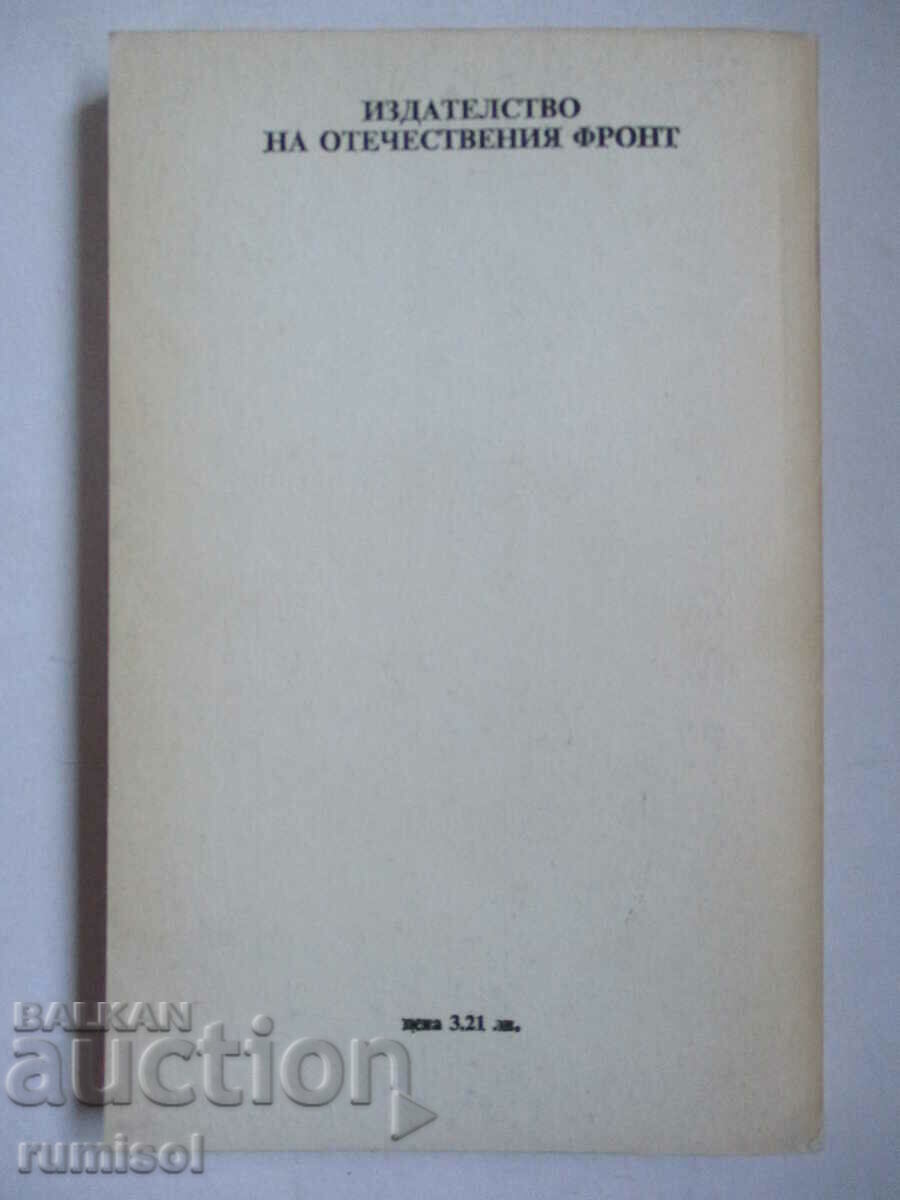 ИЗДАТЕЛСТВО
НА ОТЕЧЕСТВЕНИЯ ФРОНТ
цена 3.21 лв.
BALKAN
auction
rumisol